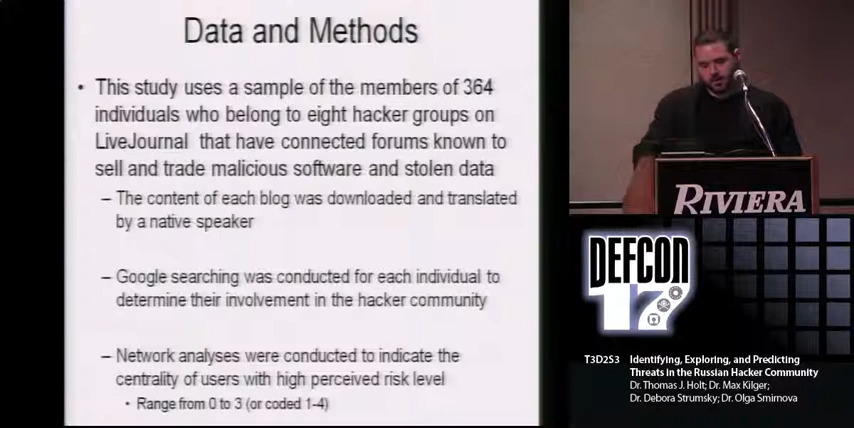 Data and Methods
• This study uses a sample of the members of 364
individuals who belong to eight hacker groups on
LiveJournal that have connected forums known to
sell and trade malicious software and stolen data
– The content of each blog was downloaded and translated
by a native speaker
– Google searching was conducted for each individual to
determine their involvement in the hacker community
– Network analyses were conducted to indicate the
centrality of users with high perceived risk level
• Range from 0 to 3 (or coded 1-4)
RIVIERA
DEFCON
17
T3D2S3 Identifying, Exploring, and Predicting
Threats in the Russian Hacker Community
Dr. Thomas J. Holt; Dr. Max Kilger;
Dr. Debora Strumsky; Dr. Olga Smirnova